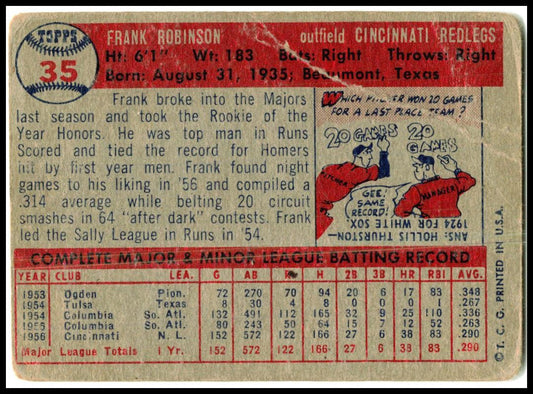 TOPPS
35
FRANK ROBINSON outfield CINCINNATI REDLEGS
Ht: 6'1" Wt: 183 Bats: Right Throws: Right
Born: August 31, 1935; Beaumont, Texas
Frank broke into the Majors
last season and took the Rookie of the
Year Honors. He was top man in Runs
Scored and tied the record for Homers
hit by first year men. Frank found night
games to his liking in '56 and compiled a
.314 average while belting 20 circuit
smashes in 64 "after dark" contests. Frank
led the Sally League in Runs in '54.
WHICH PITCHER WON 20 GAMES
FOR A LAST PLACE TEAM?
20 GAMES 20 GAMES
PITCHER
MANAGER
GEE! SAME RECORD!
ANS: HOLLIS THURSTON-
1924 FOR WHITE SOX
COMPLETE MAJOR & MINOR LEAGUE BATTING RECORD
YEAR CLUB LEA. G AB R H 2B 3B HR RBI AVG.
1953 Ogden Pion. 72 270 70 94 20 6 17 83 .348
1954 Tulsa Texas 8 30 4 8 0 0 0 1 .267
1954 Columbia So. Atl. 132 491 112 165 32 9 25 110 .336
1955 Columbia So. Atl. 80 243 50 64 15 7 12 52 .263
1956 Cincinnati N. L. 152 572 122 166 27 6 38 83 .290
Major League Totals 1 Yr. 152 572 122 166 27 6 38 83 .290
© T. C. G. PRINTED IN U.S.A.